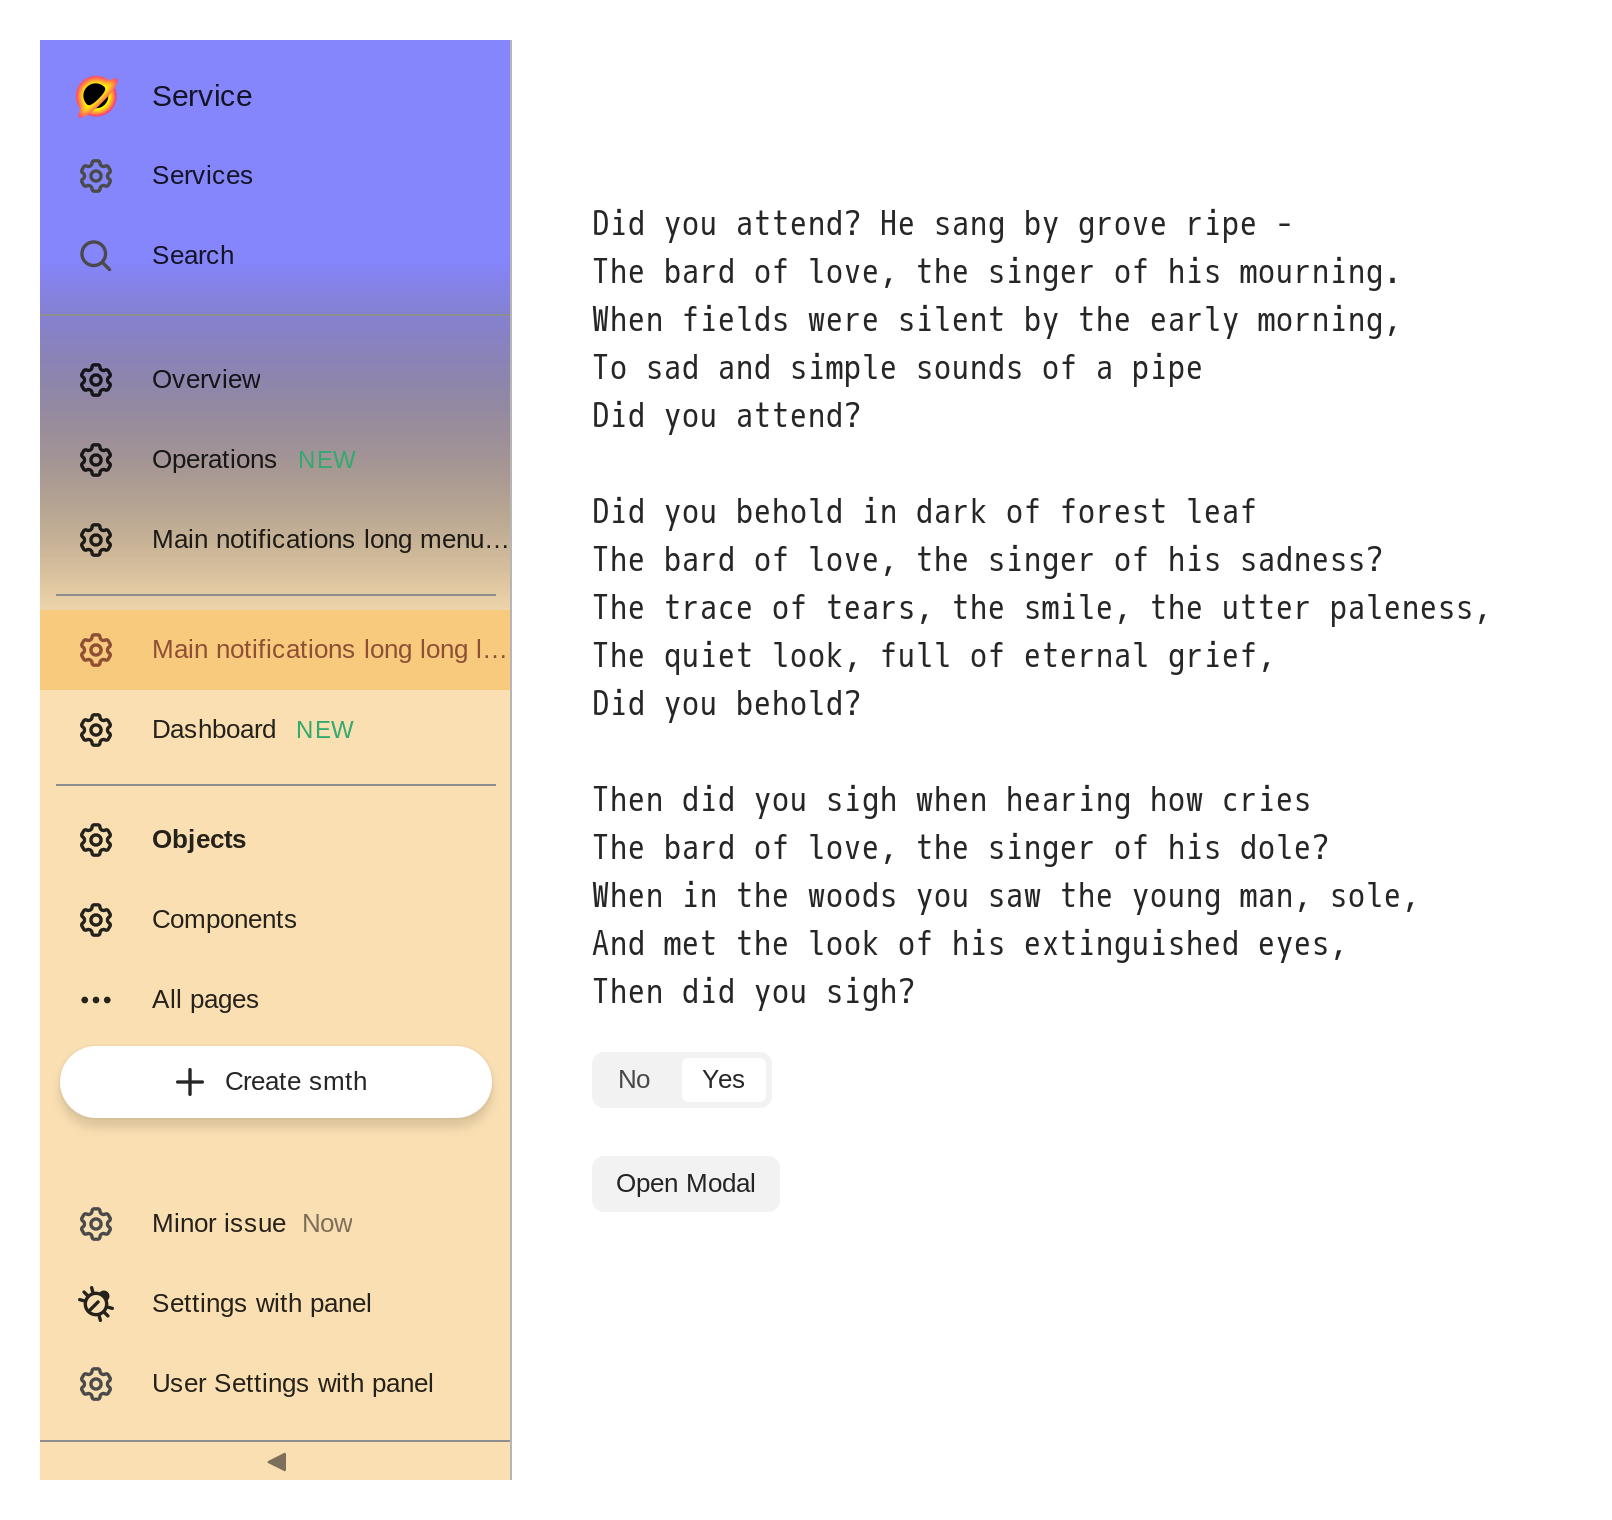 Service
Services
Search
Overview
Operations NEW
Main notifications long menu...
Main notifications long long l...
Dashboard NEW
Objects
Components
All pages
Create smth
Minor issue Now
Settings with panel
User Settings with panel
Did you attend? He sang by grove ripe -
The bard of love, the singer of his mourning.
When fields were silent by the early morning,
To sad and simple sounds of a pipe
Did you attend?
Did you behold in dark of forest leaf
The bard of love, the singer of his sadness?
The trace of tears, the smile, the utter paleness,
The quiet look, full of eternal grief,
Did you behold?
Then did you sigh when hearing how cries
The bard of love, the singer of his dole?
When in the woods you saw the young man, sole,
And met the look of his extinguished eyes,
Then did you sigh?
No Yes
Open Modal